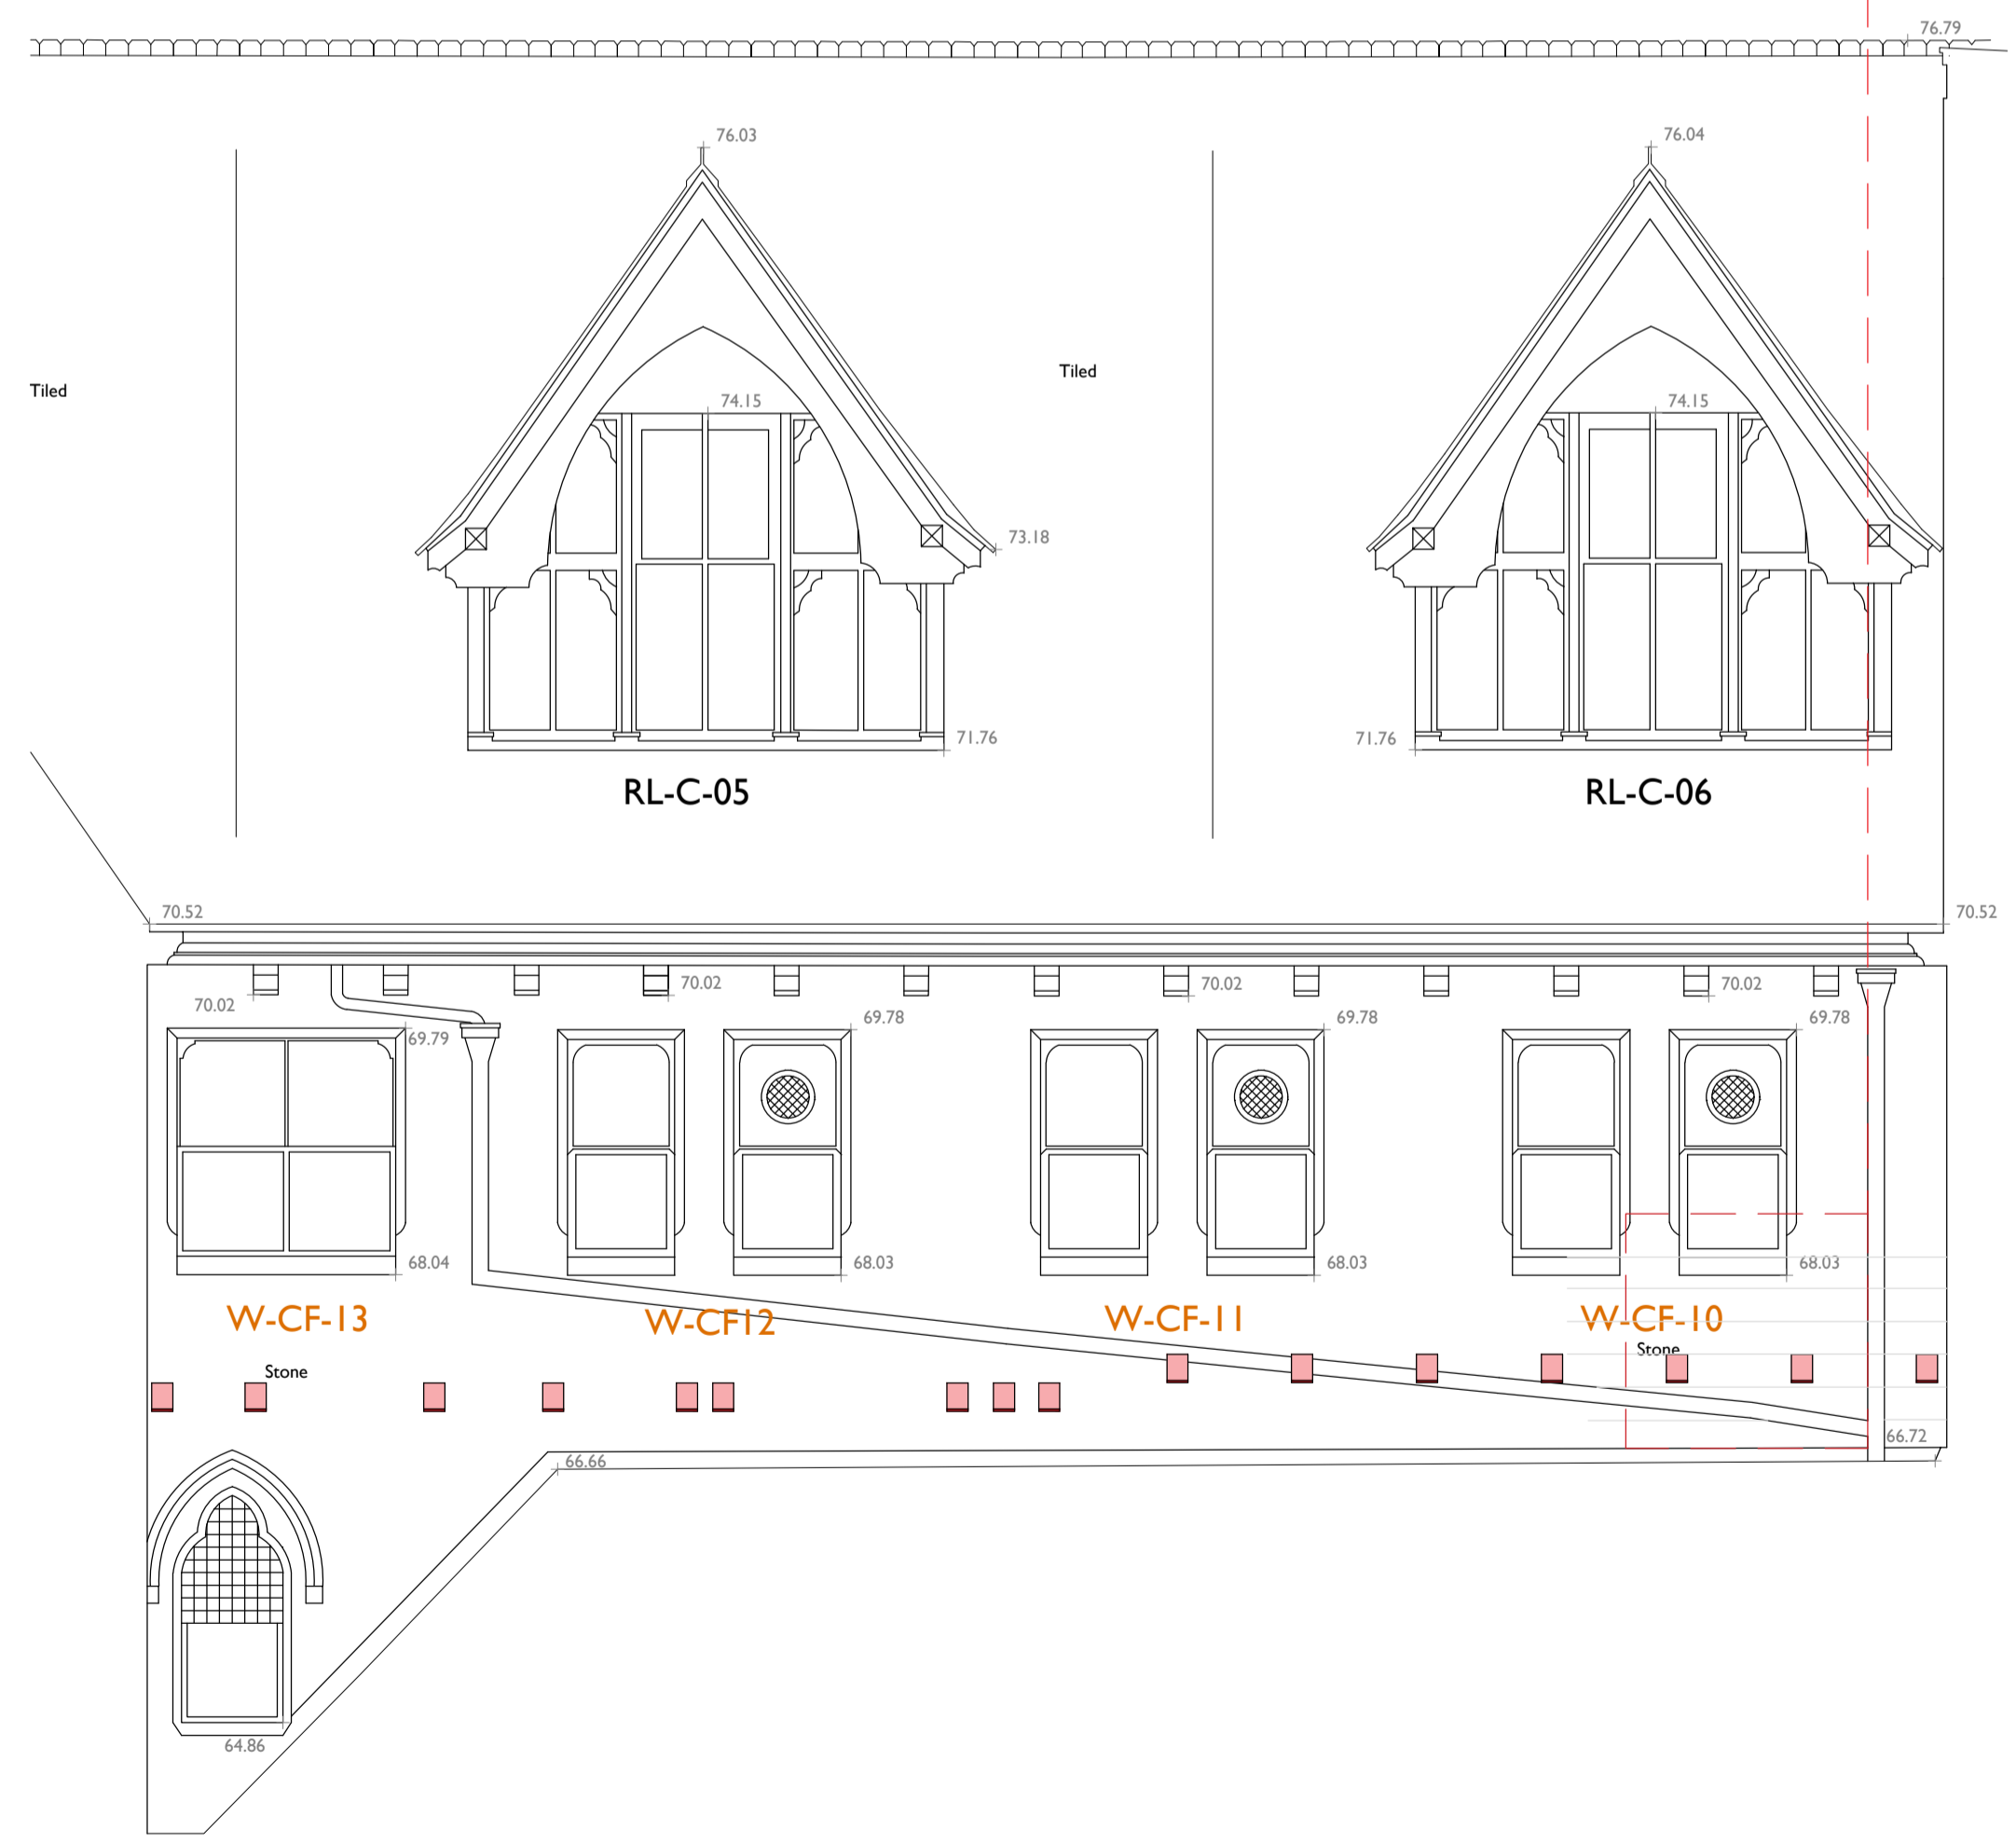 76.79
76.03
76.04
Tiled
Tiled
74.15
74.15
73.18
71.76
71.76
RL-C-05
RL-C-06
70.52
70.52
70.02
70.02
70.02
70.02
69.79
69.78
69.78
69.78
68.04
68.03
68.03
68.03
W-CF-13
W-CF12
W-CF-11
W-CF-10
Stone
Stone
66.66
66.72
64.86